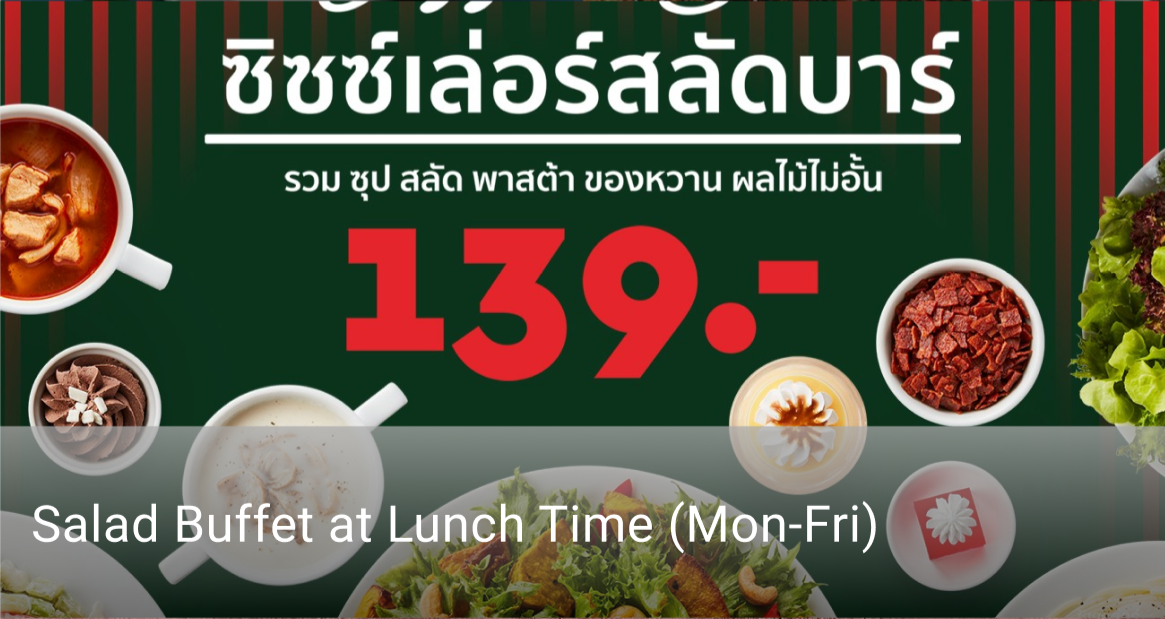 ซิซซ์เล่อร์สลัดบาร์
รวม ซุป สลัด พาสต้า ของหวาน ผลไม้ไม่อั้น
139.-
Salad Buffet at Lunch Time (Mon-Fri)